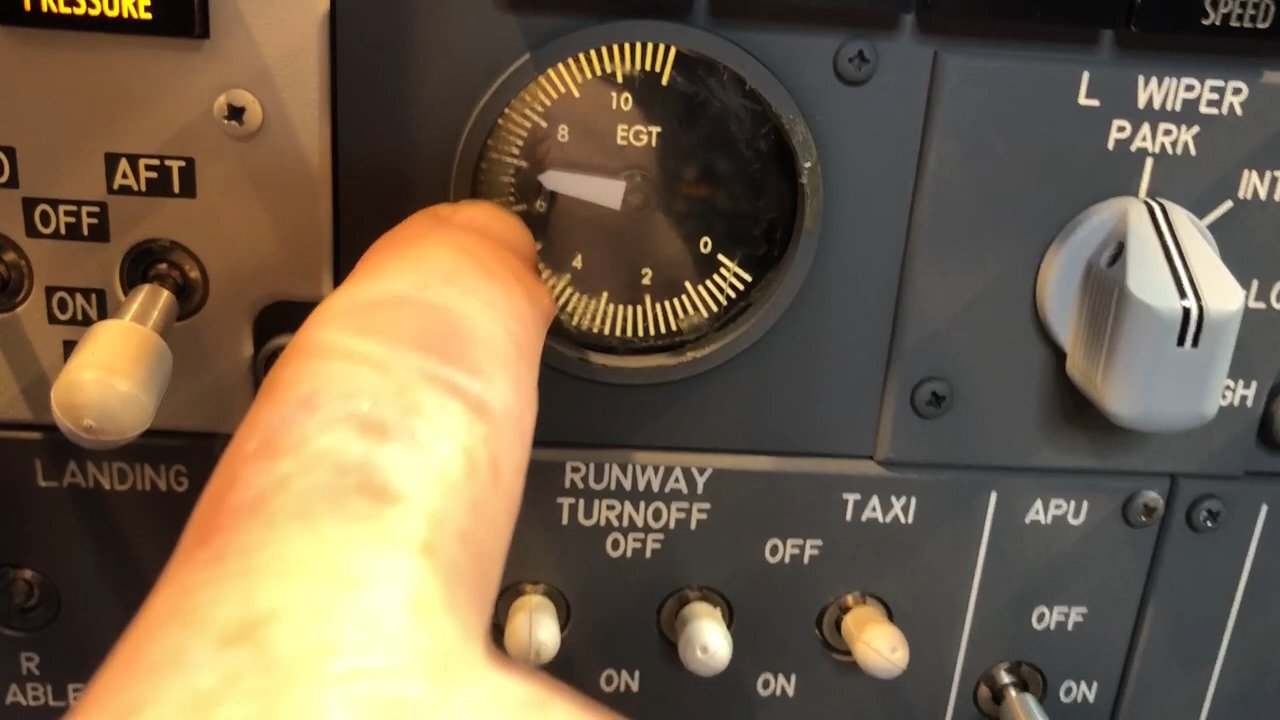 PRESSURE
SPEED
AFT
OFF
ON
10
8
EGT
6
4
2
0
L WIPER
PARK
LANDING
RUNWAY
TURNOFF
OFF
ON
TAXI
OFF
ON
APU
OFF
ON
R